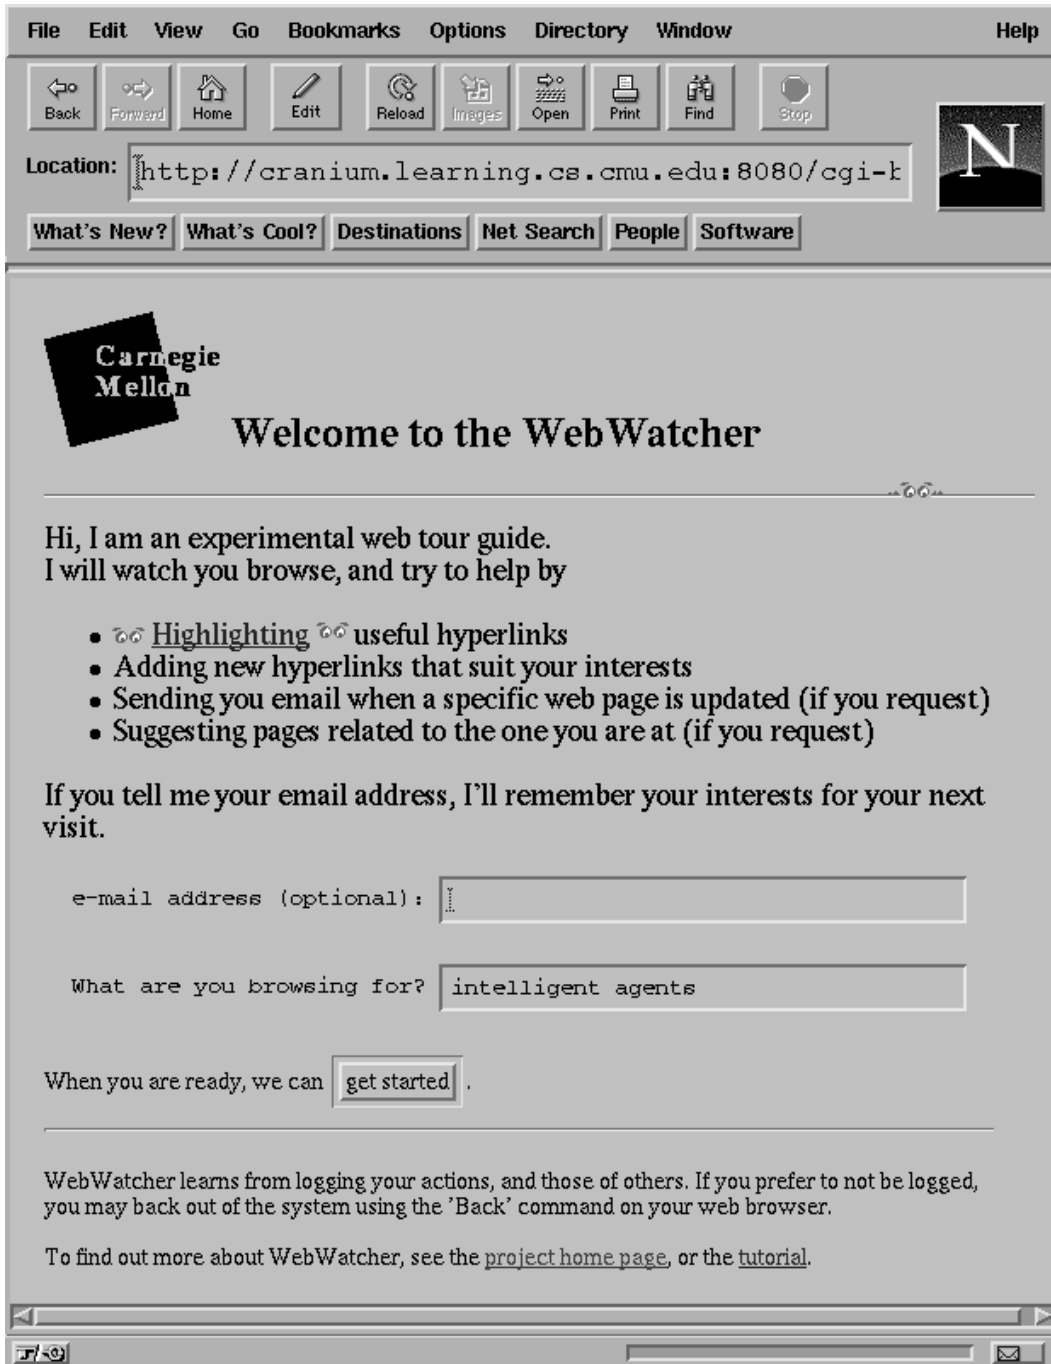 File Edit View Go Bookmarks Options Directory Window Help
Back Forward Home Edit Reload Images Open Print Find Stop
N
Location: http://cranium.learning.cs.cmu.edu:8080/cgi-b
What's New? What's Cool? Destinations Net Search People Software
Carnegie
Mellon
Welcome to the WebWatcher
Hi, I am an experimental web tour guide.
I will watch you browse, and try to help by
• Highlighting useful hyperlinks
• Adding new hyperlinks that suit your interests
• Sending you email when a specific web page is updated (if you request)
• Suggesting pages related to the one you are at (if you request)
If you tell me your email address, I'll remember your interests for your next
visit.
e-mail address (optional):
What are you browsing for? intelligent agents
When you are ready, we can get started .
WebWatcher learns from logging your actions, and those of others. If you prefer to not be logged,
you may back out of the system using the 'Back' command on your web browser.
To find out more about WebWatcher, see the project home page, or the tutorial.